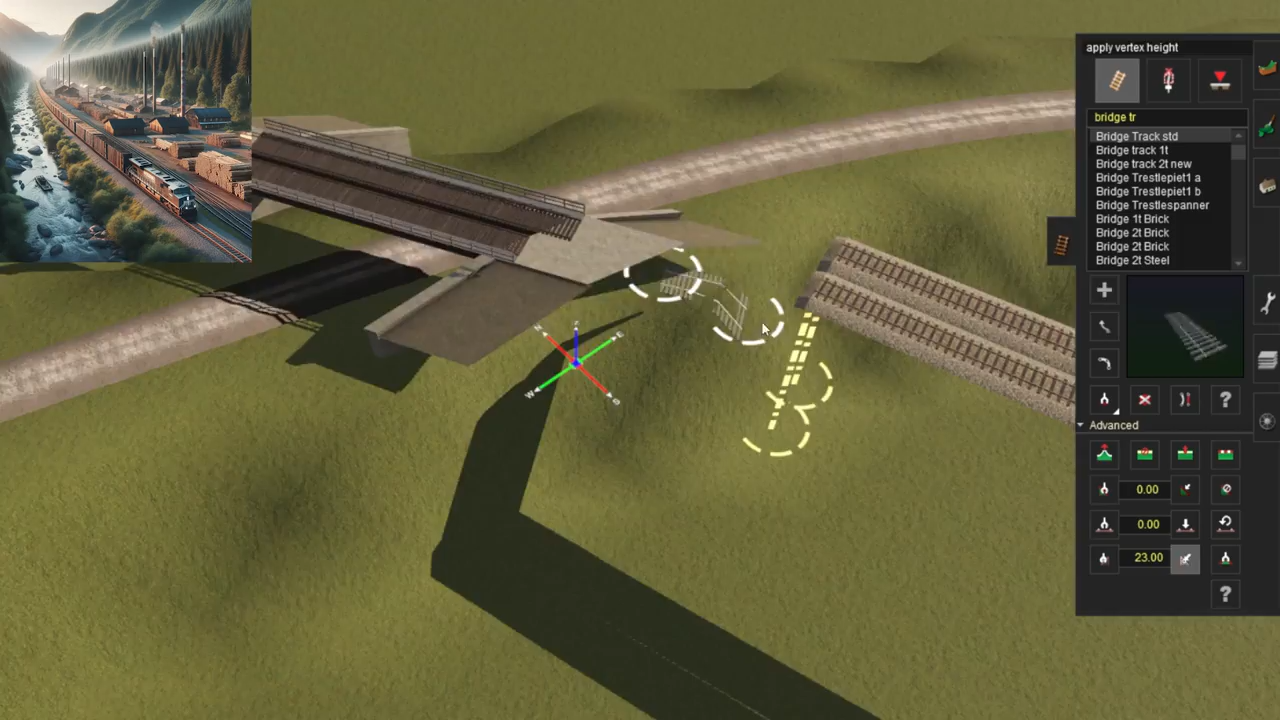 apply vertex height
bridge tr
Bridge Track std
Bridge track 1t
Bridge track 2t new
Bridge Trestlepiet1 a
Bridge Trestlepiet1 b
Bridge Trestlespanner
Bridge 1t Brick
Bridge 2t Brick
Bridge 2t Brick
Bridge 2t Steel
?
Advanced
0.00
0.00
23.00
?
W